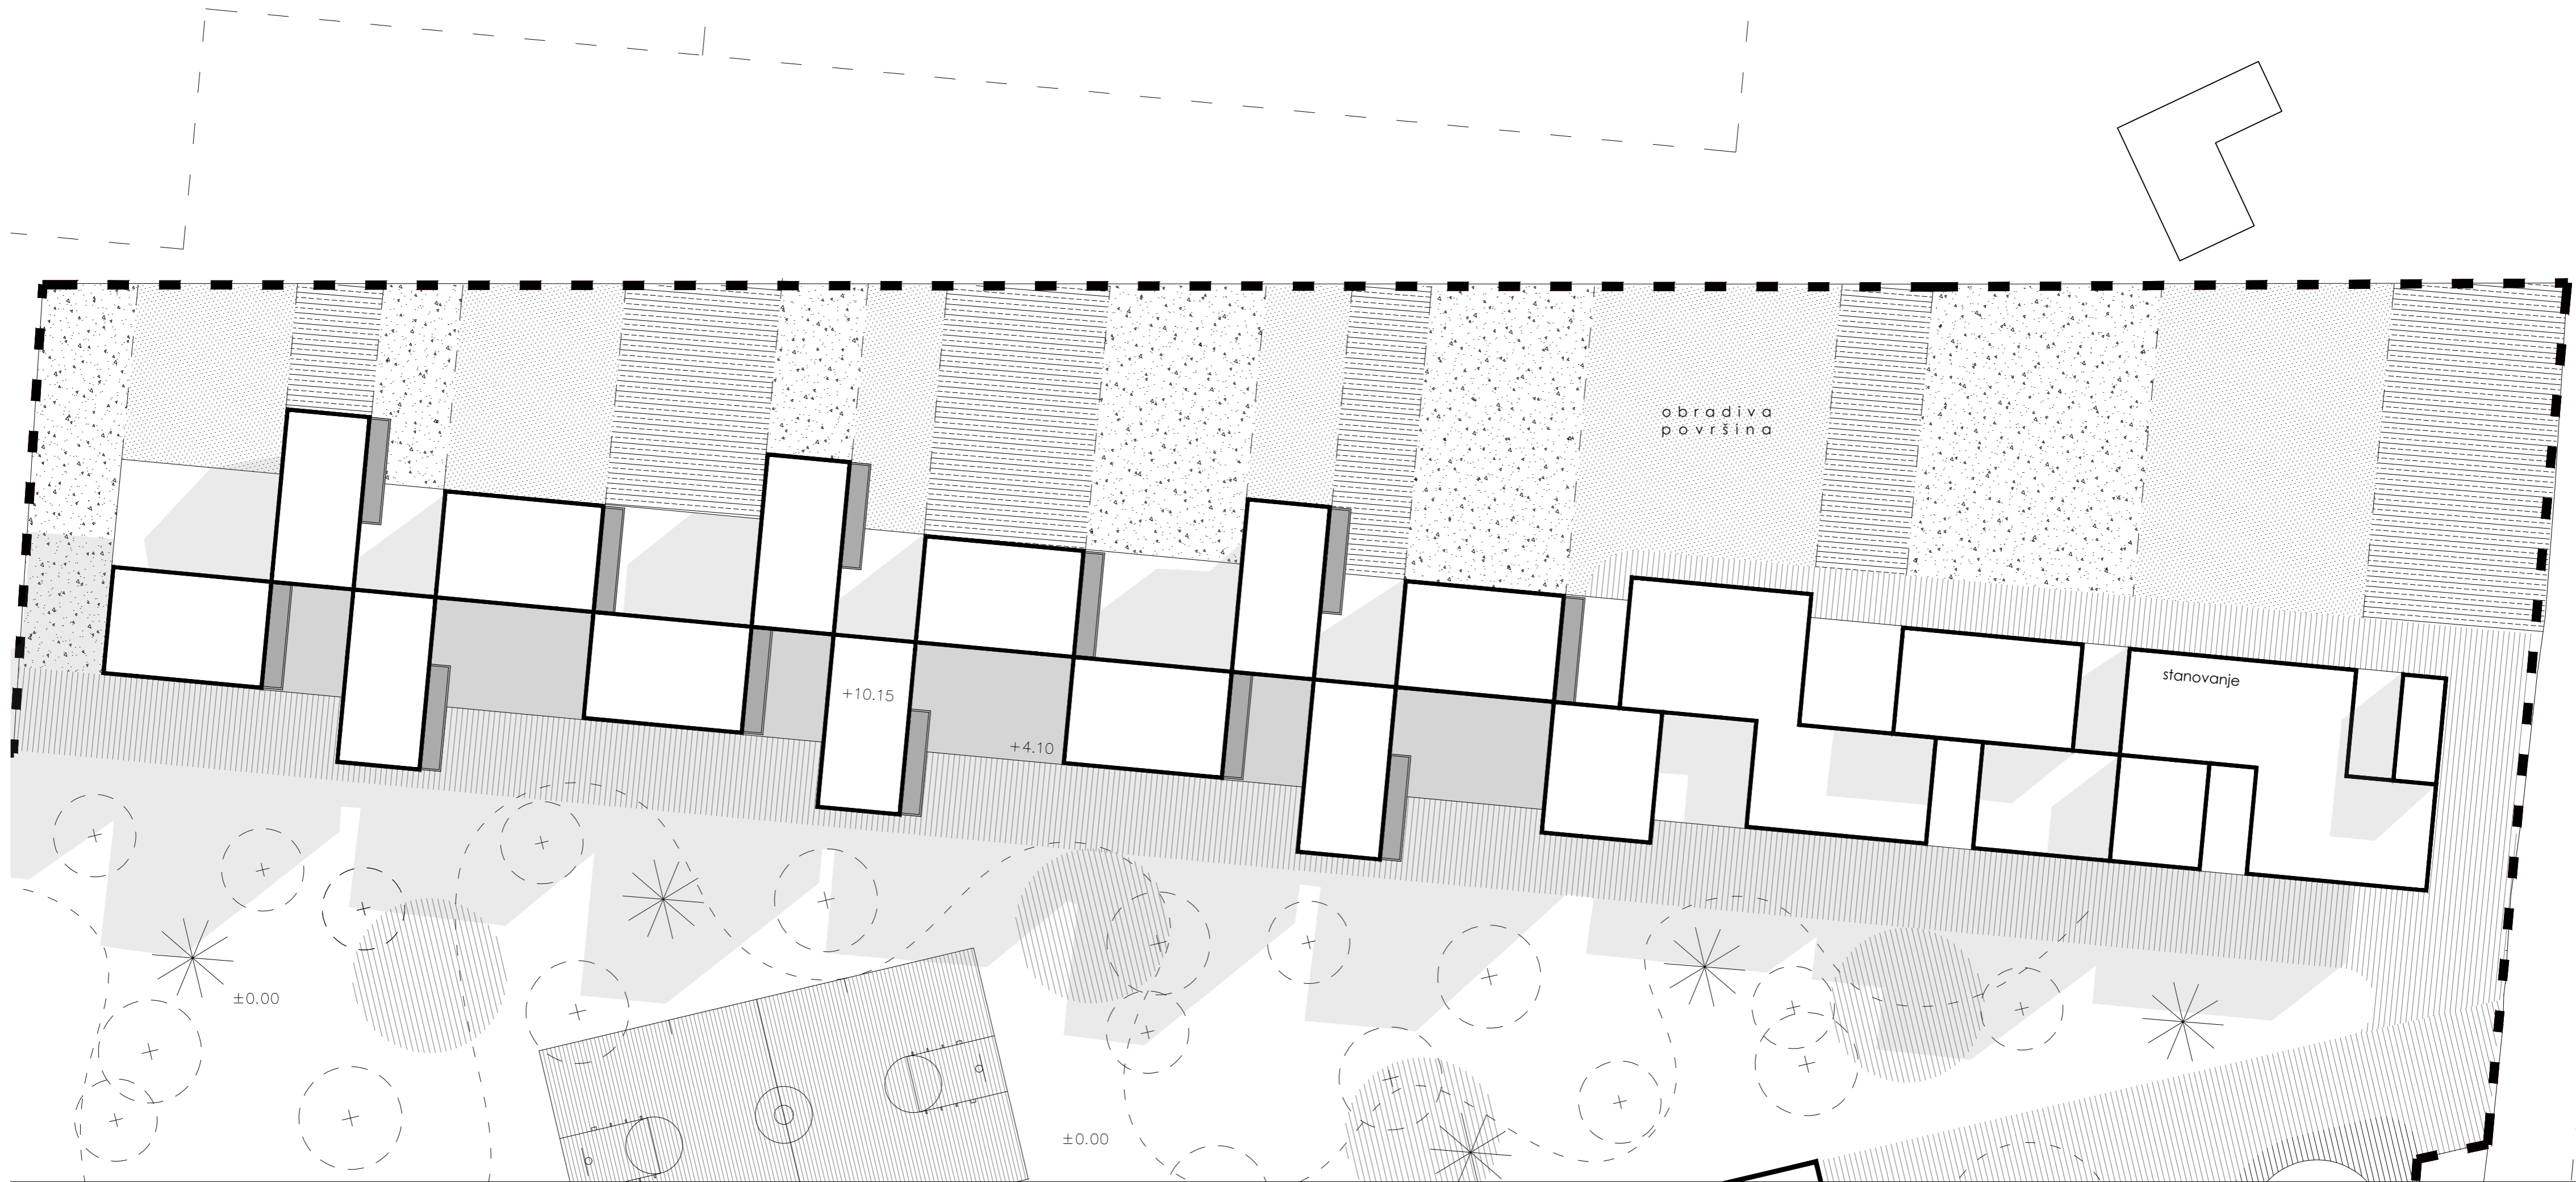 obradiva
površina
stanovanje
+10.15
+4.10
±0.00
±0.00